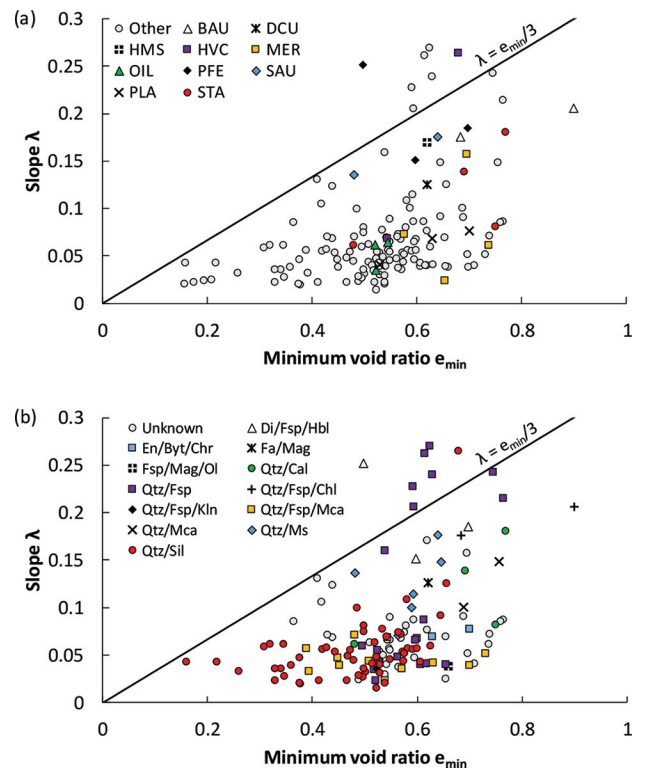 (a)
Other BAU DCU
HMS HVC MER
OIL PFE SAU
PLA STA
λ = emin/3
Slope λ
0.3
0.25
0.2
0.15
0.1
0.05
0
0 0.2 0.4 0.6 0.8 1
Minimum void ratio emin
(b)
Unknown Di/Fsp/Hbl
En/Byt/Chr Fa/Mag
Fsp/Mag/Ol Qtz/Cal
Qtz/Fsp Qtz/Fsp/Chl
Qtz/Fsp/Kln Qtz/Fsp/Mca
Qtz/Mca Qtz/Ms
Qtz/Sil
λ = emin/3
Slope λ
0.3
0.25
0.2
0.15
0.1
0.05
0
0 0.2 0.4 0.6 0.8 1
Minimum void ratio emin